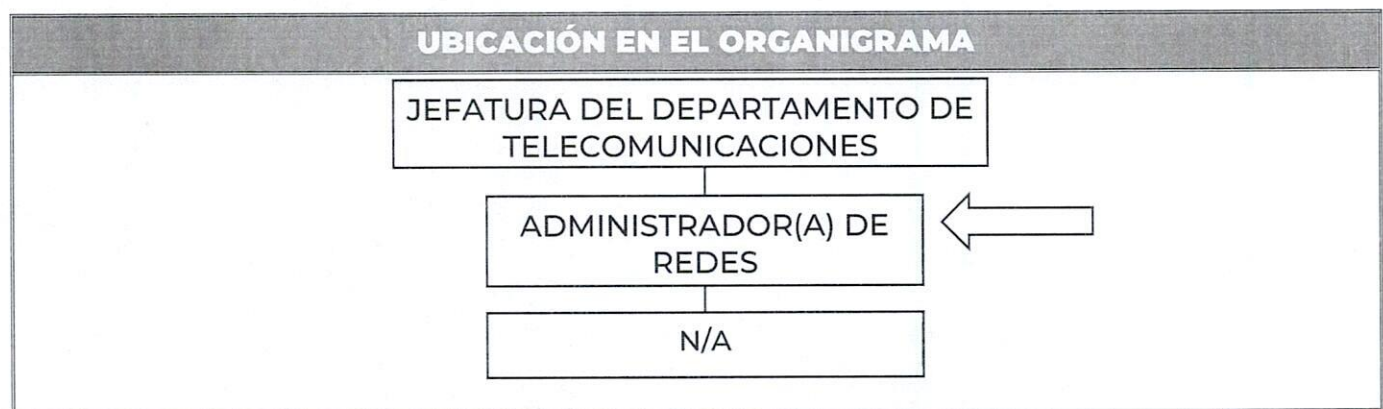 UBICACIÓN EN EL ORGANIGRAMA
JEFATURA DEL DEPARTAMENTO DE
TELECOMUNICACIONES
ADMINISTRADOR(A) DE
REDES
N/A